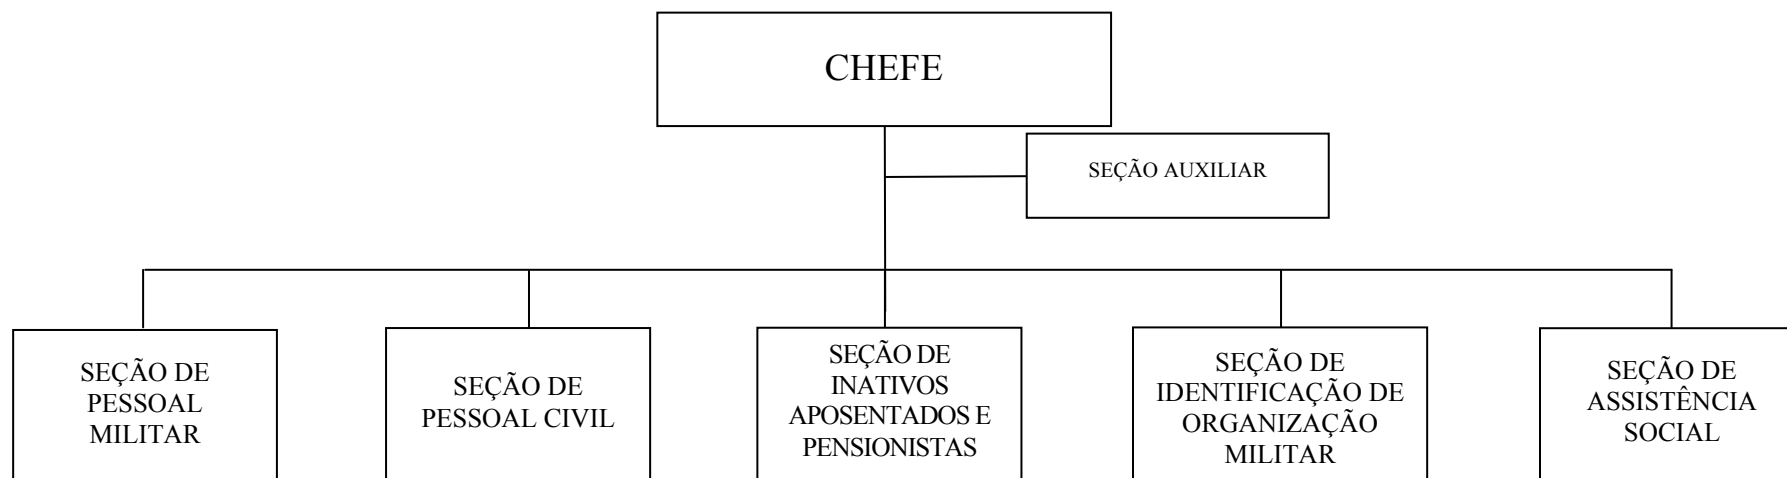 CHEFE
SEÇÃO AUXILIAR
SEÇÃO DE
PESSOAL
MILITAR
SEÇÃO DE
PESSOAL CIVIL
SEÇÃO DE
INATIVOS
APOSENTADOS E
PENSIONISTAS
SEÇÃO DE
IDENTIFICAÇÃO DE
ORGANIZAÇÃO
MILITAR
SEÇÃO DE
ASSISTÊNCIA
SOCIAL